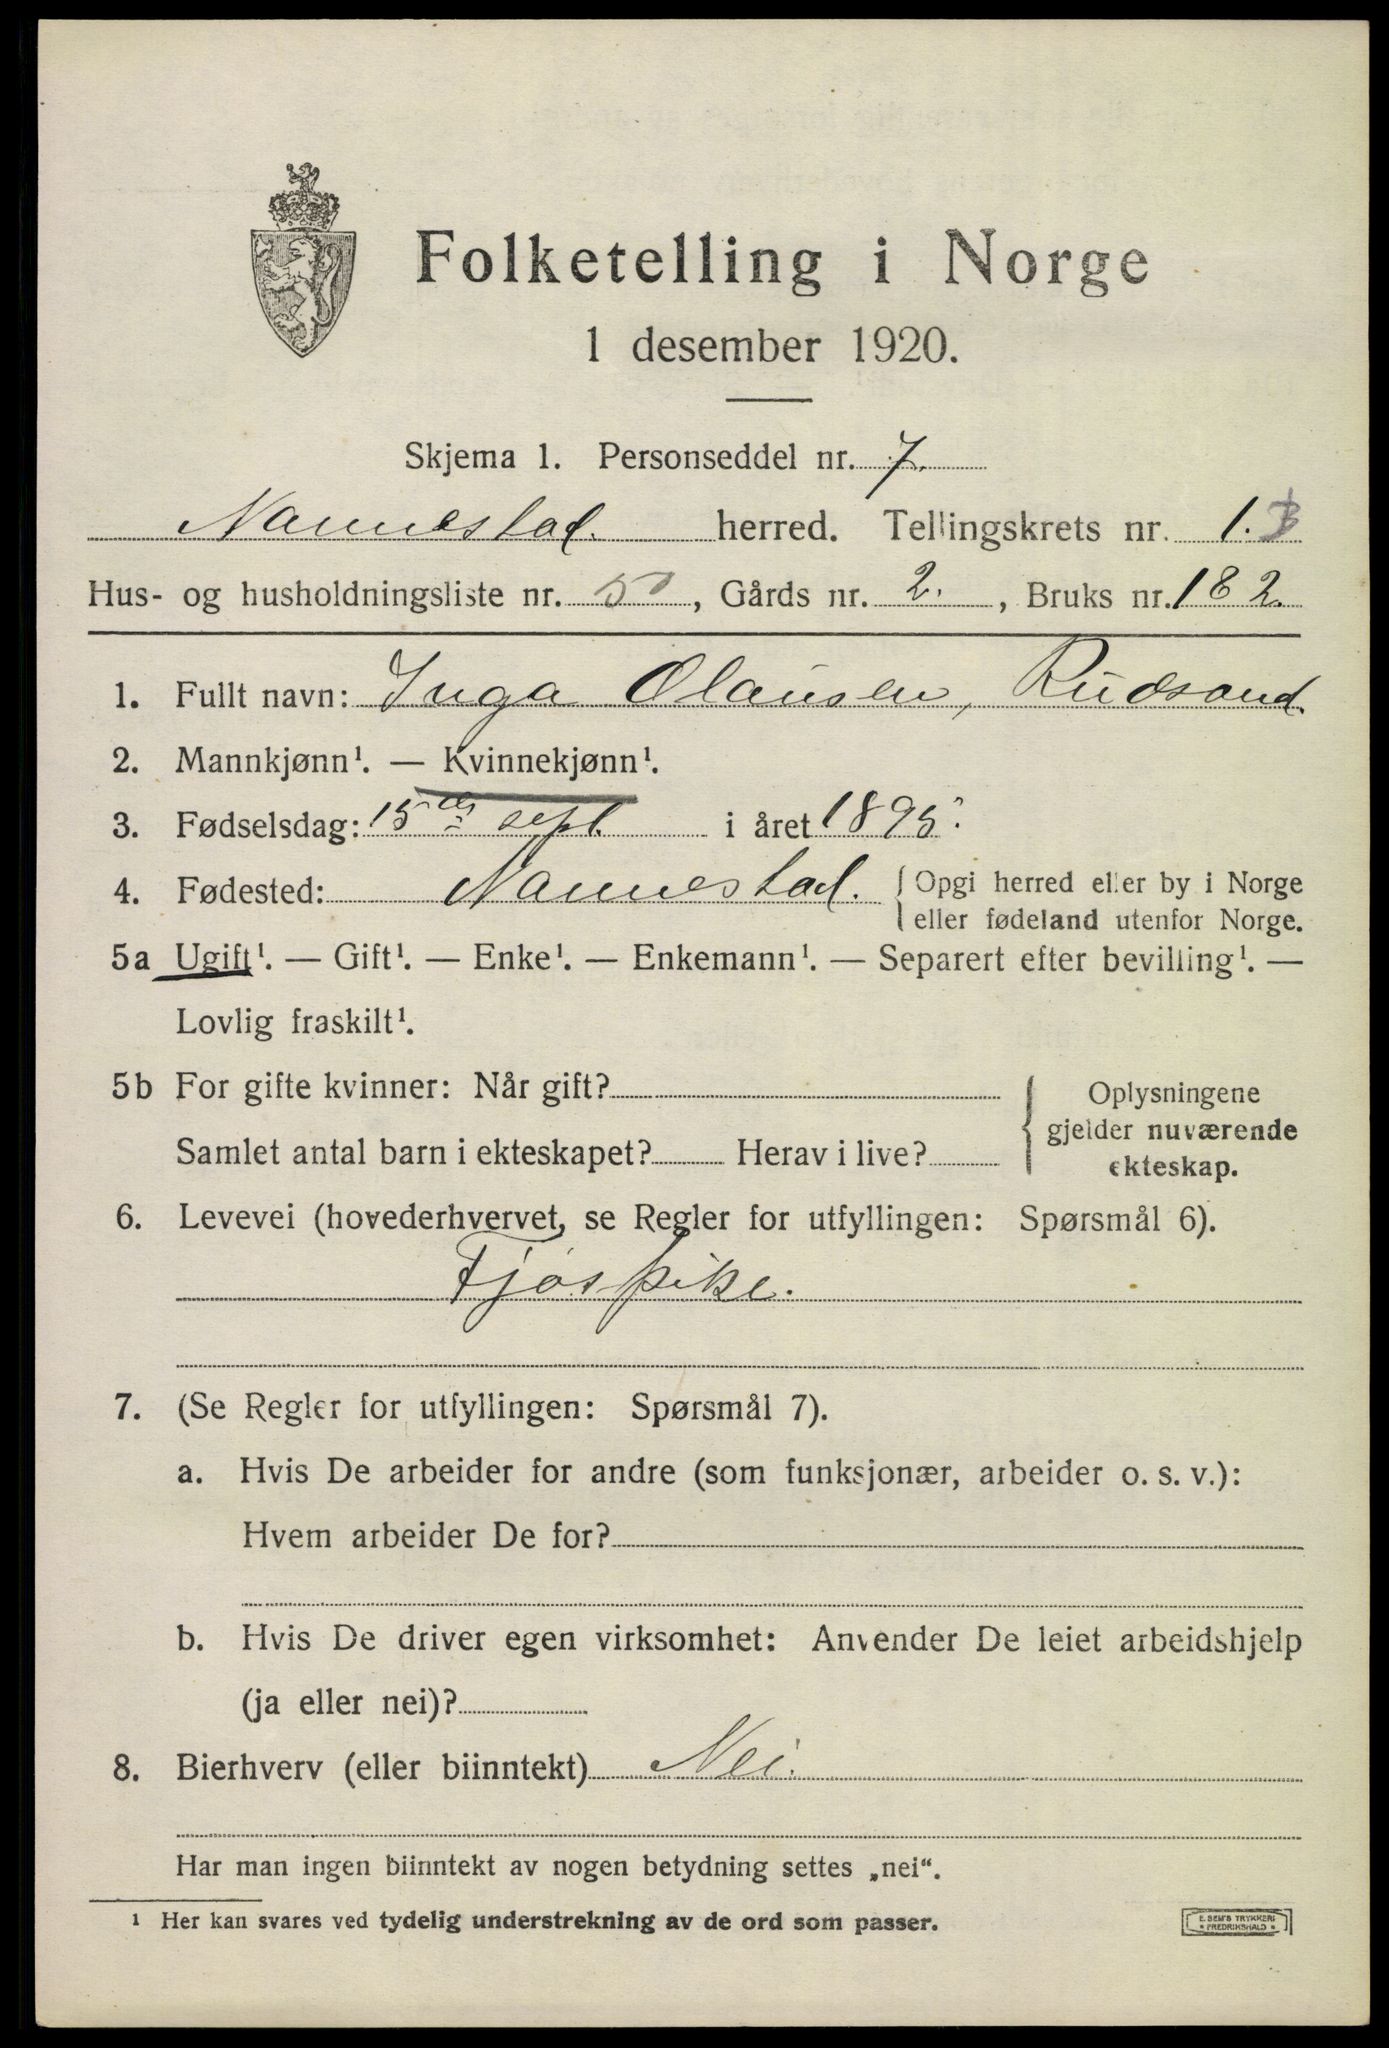 Folketelling i Norge
1 desember 1920.
Skjema 1. Personseddel nr. 7.
Nannestad. herred. Tellingskrets nr. 1. B
Hus- og husholdningsliste nr. 50, Gårds nr. 2., Bruks nr. 182.
1. Fullt navn: Inga Olausen, Rudsand.
2. Mannkjønn¹. — Kvinnekjønn¹.
3. Fødselsdag: 15de sept. i året 1895.
4. Fødested: Nannestad. { Opgi herred eller by i Norge
eller fødeland utenfor Norge.
5a Ugift¹. — Gift¹. — Enke¹. — Enkemann¹. — Separert efter bevilling¹. —
Lovlig fraskilt¹.
5b For gifte kvinner: Når gift? { Oplysningene
gjelder nuværende
Samlet antal barn i ekteskapet? Herav i live? ekteskap.
6. Levevei (hovederhvervet, se Regler for utfyllingen: Spørsmål 6).
Fjøspike.
7. (Se Regler for utfyllingen: Spørsmål 7).
a. Hvis De arbeider for andre (som funksjonær, arbeider o. s. v.):
Hvem arbeider De for?
b. Hvis De driver egen virksomhet: Anvender De leiet arbeidshjelp
(ja eller nei)?
8. Bierhverv (eller biinntekt) Nei.
Har man ingen biinntekt av nogen betydning settes „nei“.
¹ Her kan svares ved tydelig understrekning av de ord som passer.
E. SEM'S TRYKKERI
* FREDRIKSHALD *